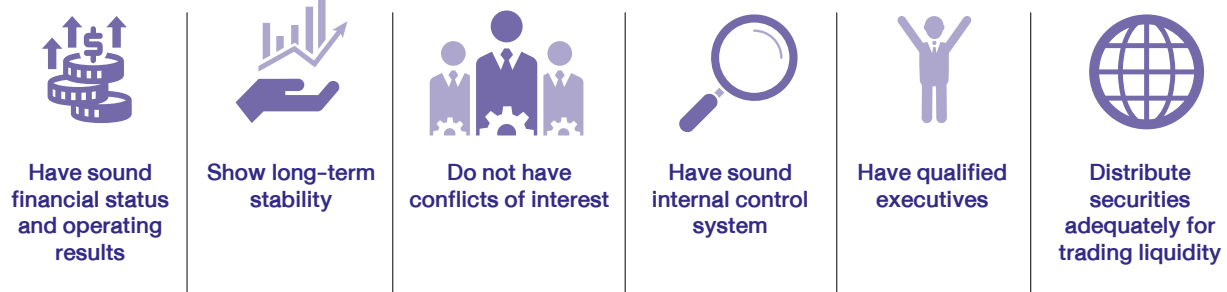 $
Have sound
financial status
and operating
results
Show long-term
stability
Do not have
conflicts of interest
Have sound
internal control
system
Have qualified
executives
Distribute
securities
adequately for
trading liquidity